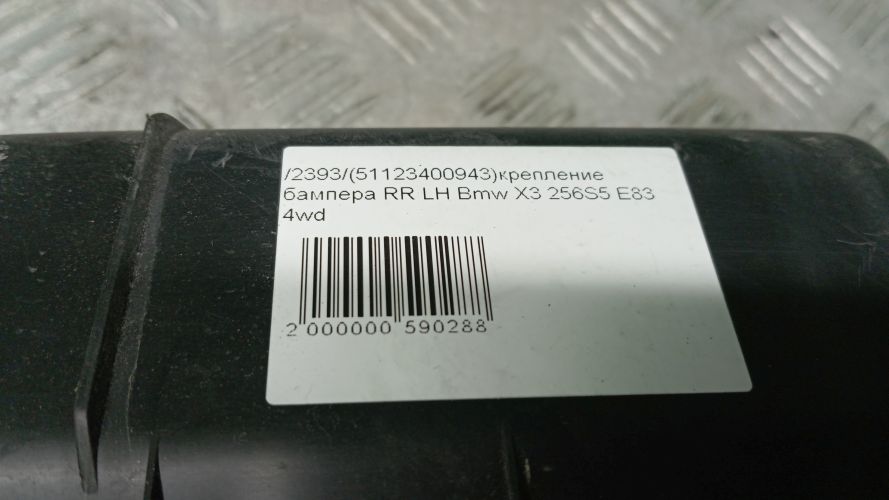 /2393/(51123400943)крепление
бампера RR LH Bmw X3 256S5 E83
4wd
2 000000 590288